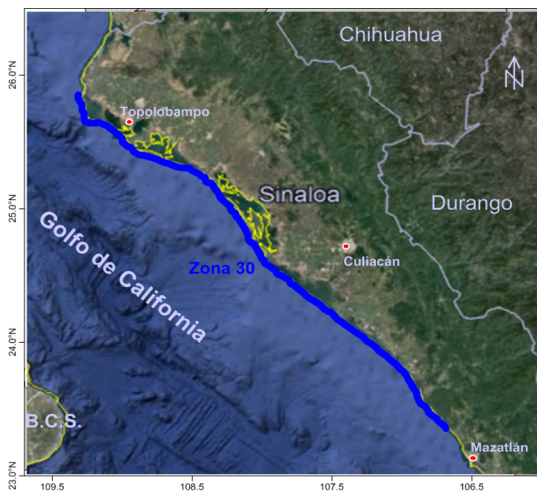 Chihuahua
N
26.0°N
Topolobampo
Sinaloa
25.0°N
Durango
Golfo de California
Zona 30
Culiacán
24.0°N
B.C.S.
Mazatlán
23.0°N
109.5
108.5
107.5
106.5